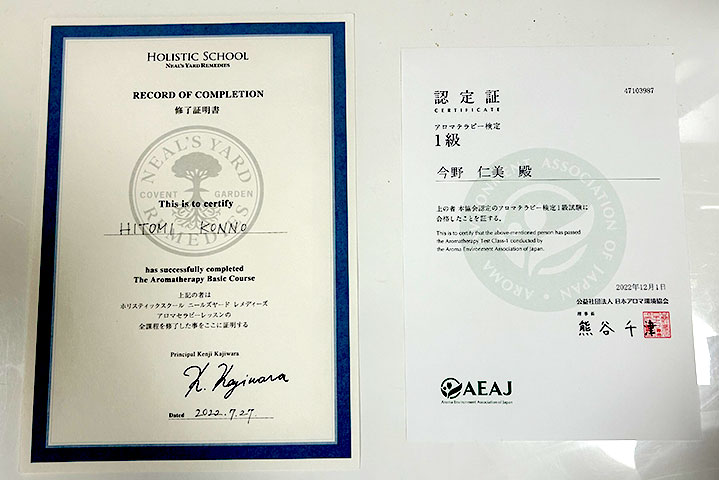 HOLISTIC SCHOOL
NEAL'S YARD REMEDIES
RECORD OF COMPLETION
修了証明書
NEAL'S YARD
COVENT GARDEN
REMEDIES
This is to certify
HITOMI KONNO
has successfully completed
The Aromatherapy Basic Course
上記の者は
ホリスティックスクール ニールズヤード レメディーズ
アロマセラピーレッスンの
全課程を修了した事をここに証明する
Principal Kenji Kajiwara
K. Kajiwara
Dated 2022.7.27.
47103987
認定証
CERTIFICATE
アロマテラピー検定
1級
今野 仁美 殿
AROMA ENVIRONMENT ASSOCIATION OF JAPAN
上の者 本協会認定のアロマテラピー検定1級試験に
合格したことを証する。
This is to certify that the above-mentioned person has passed
the Aromatherapy Test Class-1 conducted by
the Aroma Environment Association of Japan.
2022年12月1日
公益社団法人 日本アロマ環境協会
理事長
熊谷千津
AEAJ
Aroma Environment Association of Japan